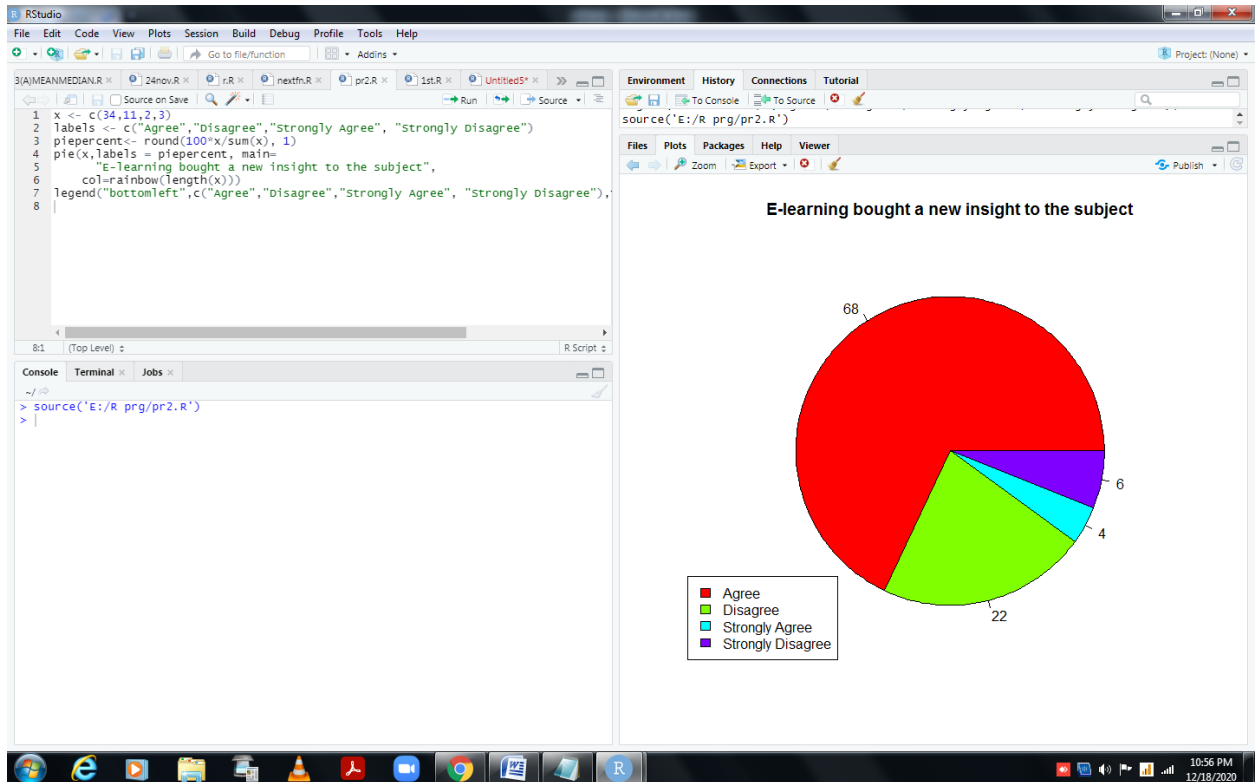 RStudio
File Edit Code View Plots Session Build Debug Profile Tools Help
Go to file/function
Addins
Project: (None)
3(A)MEANMEDIAN.R
24nov.R
r.R
nextfn.R
pr2.R
1st.R
Untitled5*
Source on Save
Run
Source
1 x <- c(34,11,2,3)
2 labels <- c("Agree","Disagree","Strongly Agree", "Strongly Disagree")
3 piepercent<- round(100*x/sum(x), 1)
4 pie(x,labels = piepercent, main=
5 "E-learning bought a new insight to the subject",
6 col=rainbow(length(x)))
7 legend("bottomleft",c("Agree","Disagree","Strongly Agree", "Strongly Disagree"),
8
8:1 (Top Level) R Script
Console Terminal Jobs
~/
> source('E:/R prg/pr2.R')
>
Environment History Connections Tutorial
To Console To Source
source('E:/R prg/pr2.R')
Files Plots Packages Help Viewer
Zoom Export Publish
E-learning bought a new insight to the subject
68
6
4
22
Agree
Disagree
Strongly Agree
Strongly Disagree
10:56 PM
12/18/2020